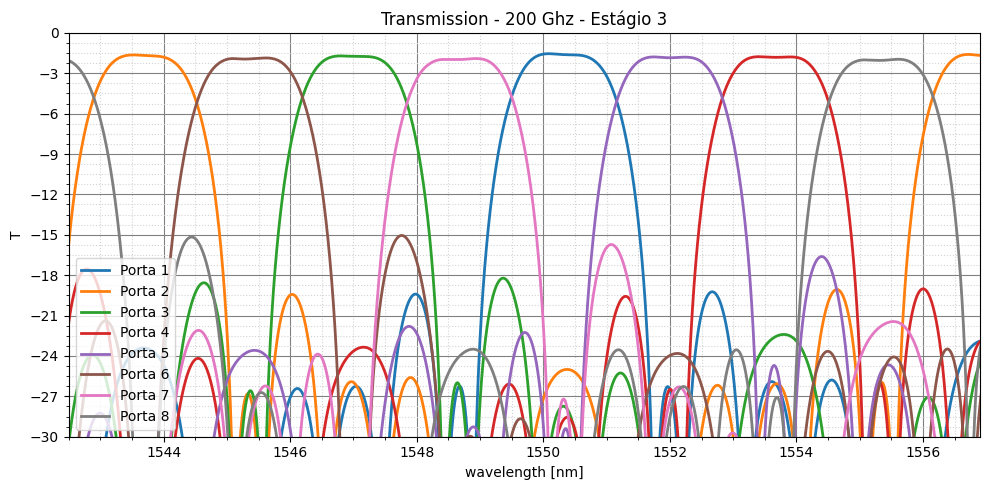 Transmission - 200 Ghz - Estágio 3
0
−3
−6
−9
−12
−15
−18
−21
−24
−27
−30
T
Porta 1
Porta 2
Porta 3
Porta 4
Porta 5
Porta 6
Porta 7
Porta 8
1544 1546 1548 1550 1552 1554 1556
wavelength [nm]